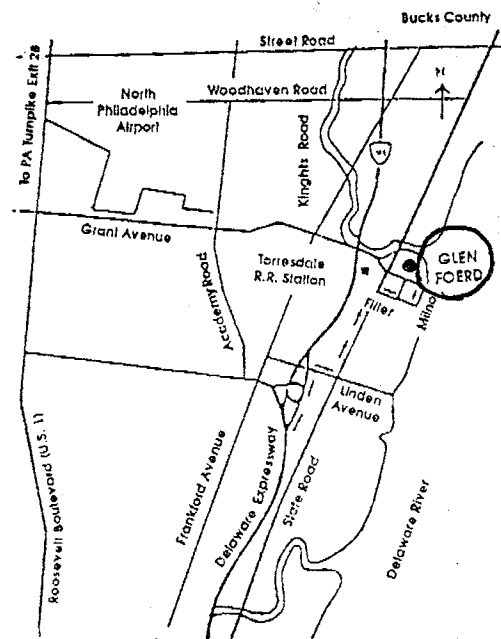 Bucks County
Street Road
To PA Turnpike Exit 28
North
Philadelphia
Airport
Woodhaven Road
N
Knights Road
Grant Avenue
Academy Road
Torresdale
R.R. Station
GLEN
FOERD
Filler
Milnor
Linden
Avenue
Roosevelt Boulevard (U.S. 1)
Frankford Avenue
Delaware Expressway
State Road
Delaware River